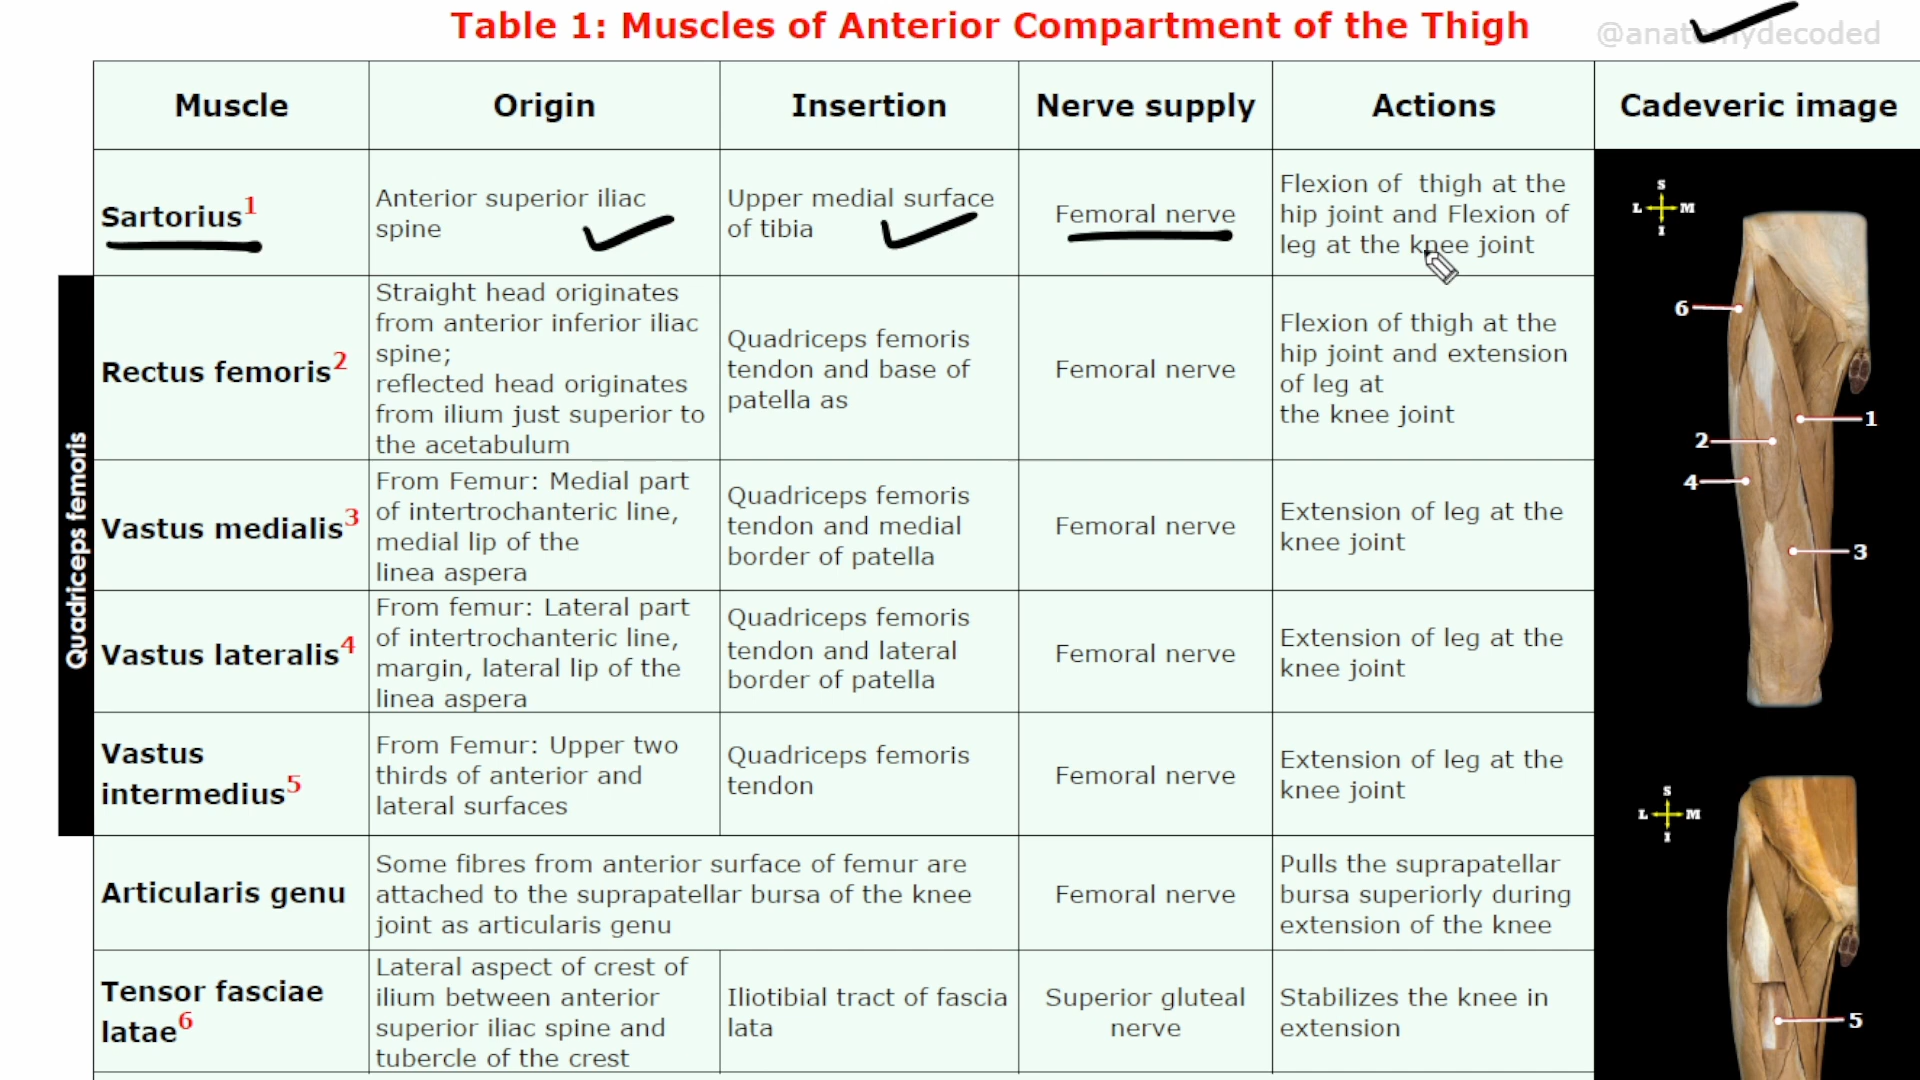 Table 1: Muscles of Anterior Compartment of the Thigh
@anatomydecoded
Muscle
Origin
Insertion
Nerve supply
Actions
Cadeveric image
Sartorius1
Anterior superior iliac
spine
Upper medial surface
of tibia
Femoral nerve
Flexion of thigh at the
hip joint and Flexion of
leg at the knee joint
Quadriceps femoris
Rectus femoris2
Straight head originates
from anterior inferior iliac
spine;
reflected head originates
from ilium just superior to
the acetabulum
Quadriceps femoris
tendon and base of
patella as
Femoral nerve
Flexion of thigh at the
hip joint and extension
of leg at
the knee joint
Vastus medialis3
From Femur: Medial part
of intertrochanteric line,
medial lip of the
linea aspera
Quadriceps femoris
tendon and medial
border of patella
Femoral nerve
Extension of leg at the
knee joint
Vastus lateralis4
From femur: Lateral part
of intertrochanteric line,
margin, lateral lip of the
linea aspera
Quadriceps femoris
tendon and lateral
border of patella
Femoral nerve
Extension of leg at the
knee joint
Vastus
intermedius5
From Femur: Upper two
thirds of anterior and
lateral surfaces
Quadriceps femoris
tendon
Femoral nerve
Extension of leg at the
knee joint
Articularis genu
Some fibres from anterior surface of femur are
attached to the suprapatellar bursa of the knee
joint as articularis genu
Femoral nerve
Pulls the suprapatellar
bursa superiorly during
extension of the knee
Tensor fasciae
latae6
Lateral aspect of crest of
ilium between anterior
superior iliac spine and
tubercle of the crest
Iliotibial tract of fascia
lata
Superior gluteal
nerve
Stabilizes the knee in
extension
S
L M
I
6
1
2
4
3
S
L M
I
5